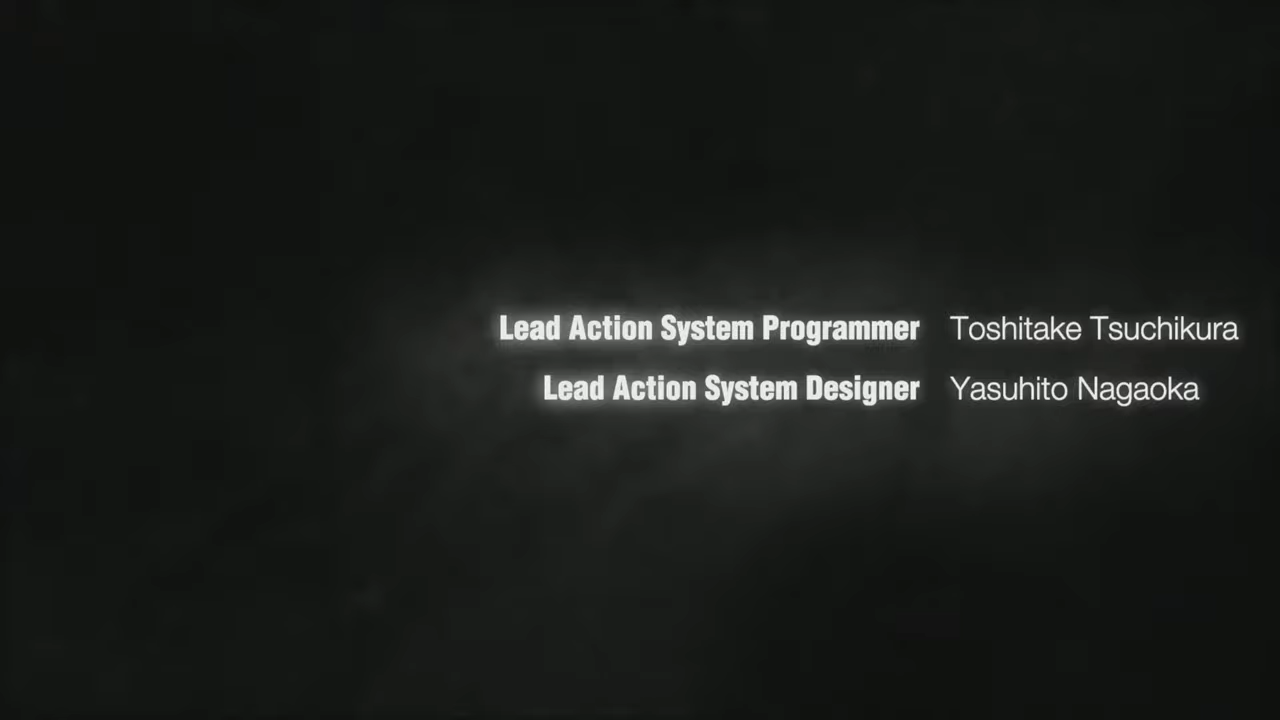 Lead Action System Programmer Toshitake Tsuchikura
Lead Action System Designer Yasuhito Nagaoka